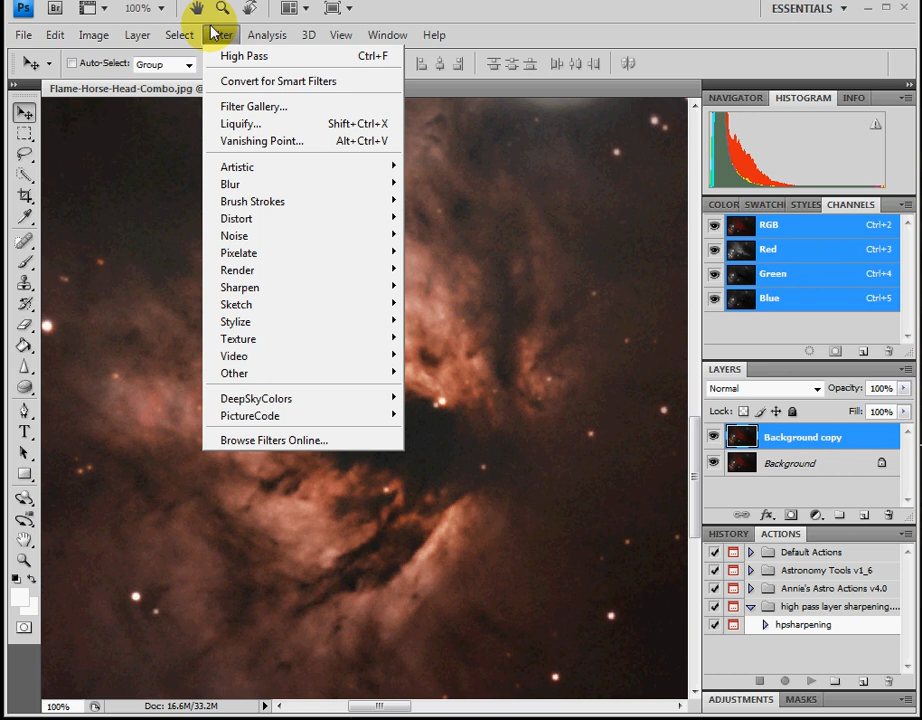 Ps Br 100% ESSENTIALS
File Edit Image Layer Select Filter Analysis 3D View Window Help
Auto-Select: Group
Flame-Horse-Head-Combo.jpg @
High Pass Ctrl+F
Convert for Smart Filters
Filter Gallery...
Liquify... Shift+Ctrl+X
Vanishing Point... Alt+Ctrl+V
Artistic
Blur
Brush Strokes
Distort
Noise
Pixelate
Render
Sharpen
Sketch
Stylize
Texture
Video
Other
DeepSkyColors
PictureCode
Browse Filters Online...
NAVIGATOR HISTOGRAM INFO
COLOR SWATCH STYLES CHANNELS
RGB Ctrl+2
Red Ctrl+3
Green Ctrl+4
Blue Ctrl+5
LAYERS
Normal Opacity: 100%
Lock: Fill: 100%
Background copy
Background
HISTORY ACTIONS
Default Actions
Astronomy Tools v1_6
Annie's Astro Actions v4.0
high pass layer sharpening....
hpsharpening
ADJUSTMENTS MASKS
100% Doc: 16.6M/33.2M